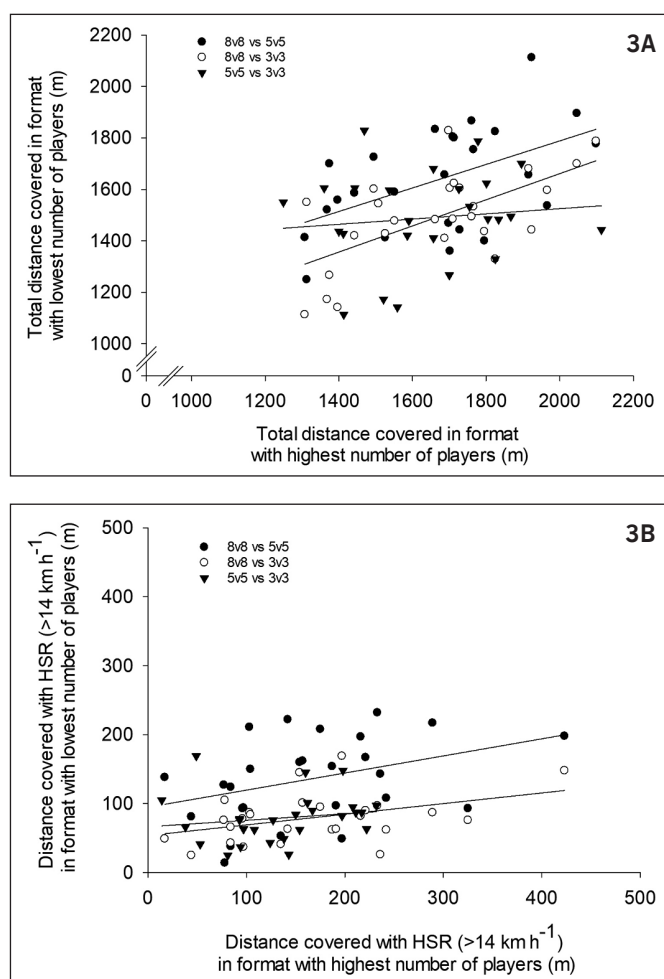 3A
8v8 vs 5v5
8v8 vs 3v3
5v5 vs 3v3
Total distance covered in format
with lowest number of players (m)
2200
2000
1800
1600
1400
1200
1000
0
0 1000 1200 1400 1600 1800 2000 2200
Total distance covered in format
with highest number of players (m)
3B
8v8 vs 5v5
8v8 vs 3v3
5v5 vs 3v3
Distance covered with HSR (>14 km h⁻¹)
in format with lowest number of players (m)
500
400
300
200
100
0
0 100 200 300 400 500
Distance covered with HSR (>14 km h⁻¹)
in format with highest number of players (m)